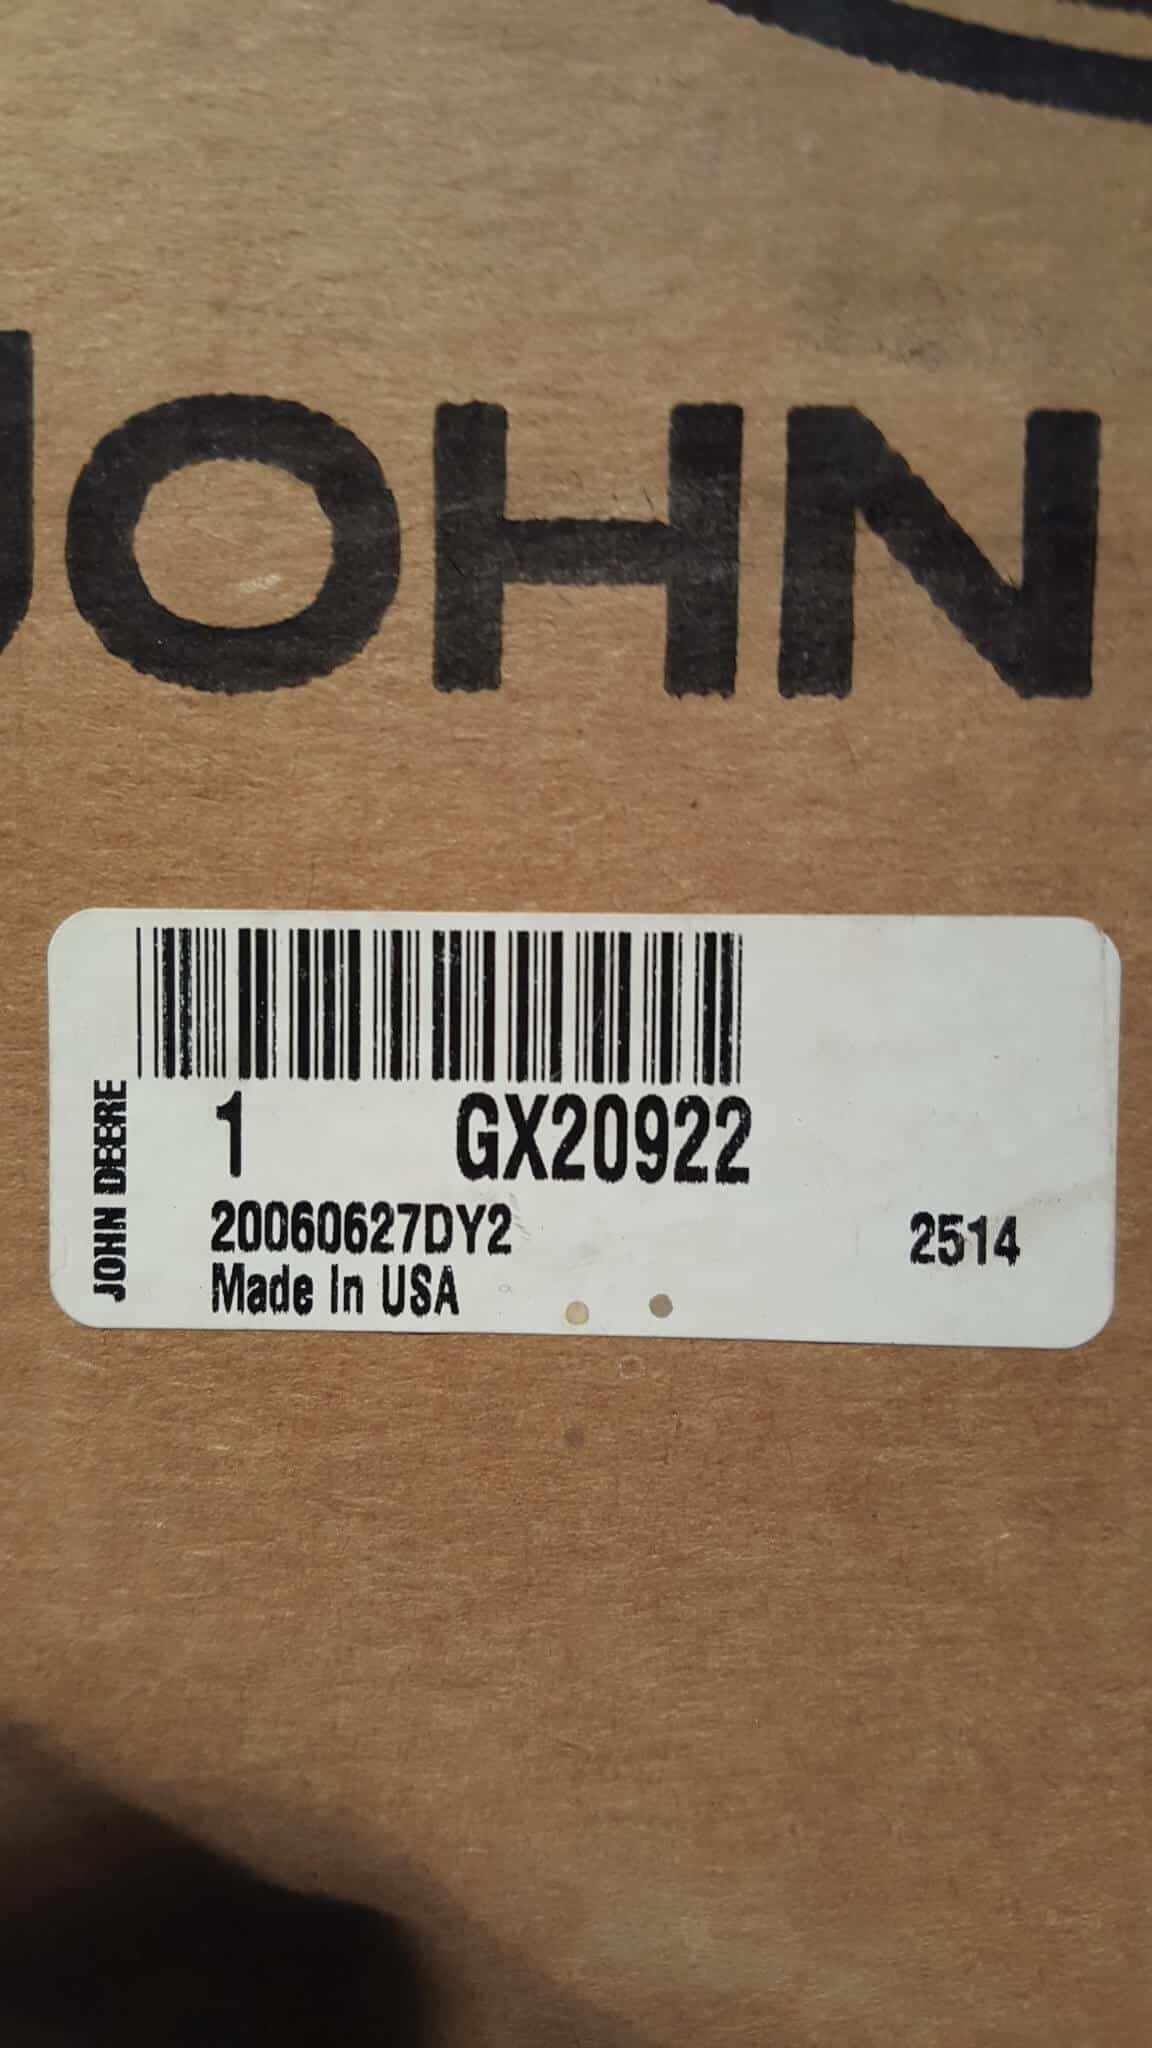 JOHN
JOHN DEERE
1 GX20922
20060627DY2
2514
Made In USA